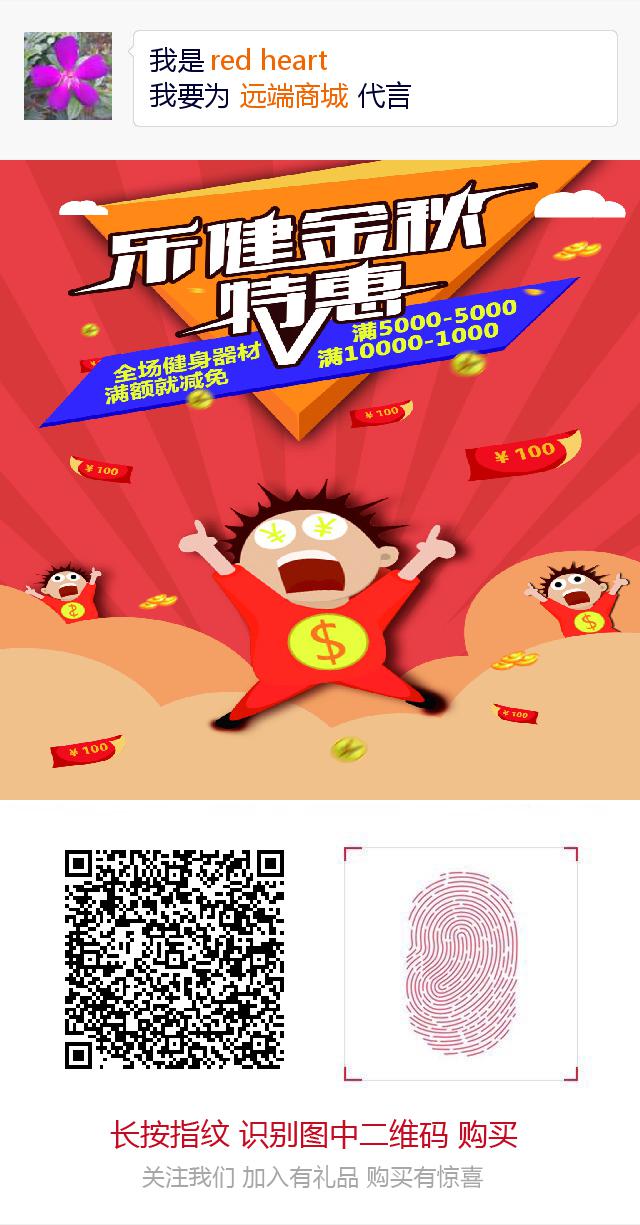 我是 red heart
我要为 远端商城 代言
乐健金秋
特惠
全场健身器材
满额就减免
满5000-5000
满10000-1000
¥ 100
¥ 100
¥ 100
¥
¥
$
$
$
¥ 100
¥ 100
长按指纹 识别图中二维码 购买
关注我们 加入有礼品 购买有惊喜